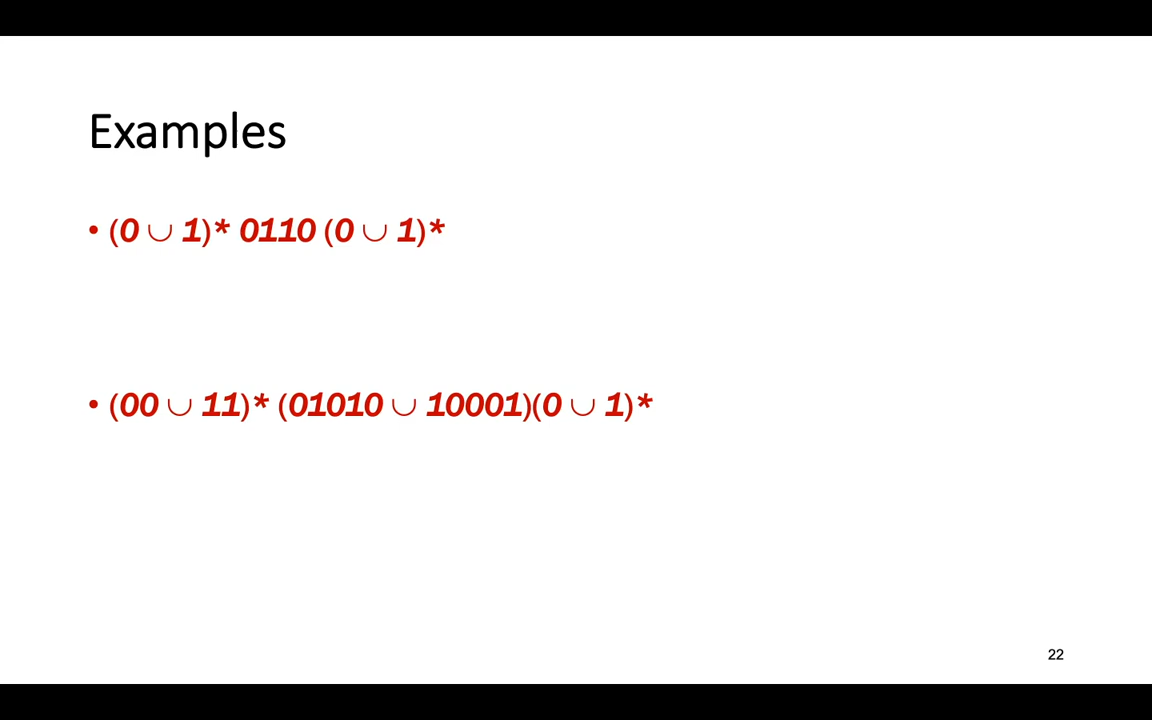 Examples
• (0 ∪ 1)* 0110 (0 ∪ 1)*
• (00 ∪ 11)* (01010 ∪ 10001)(0 ∪ 1)*
22